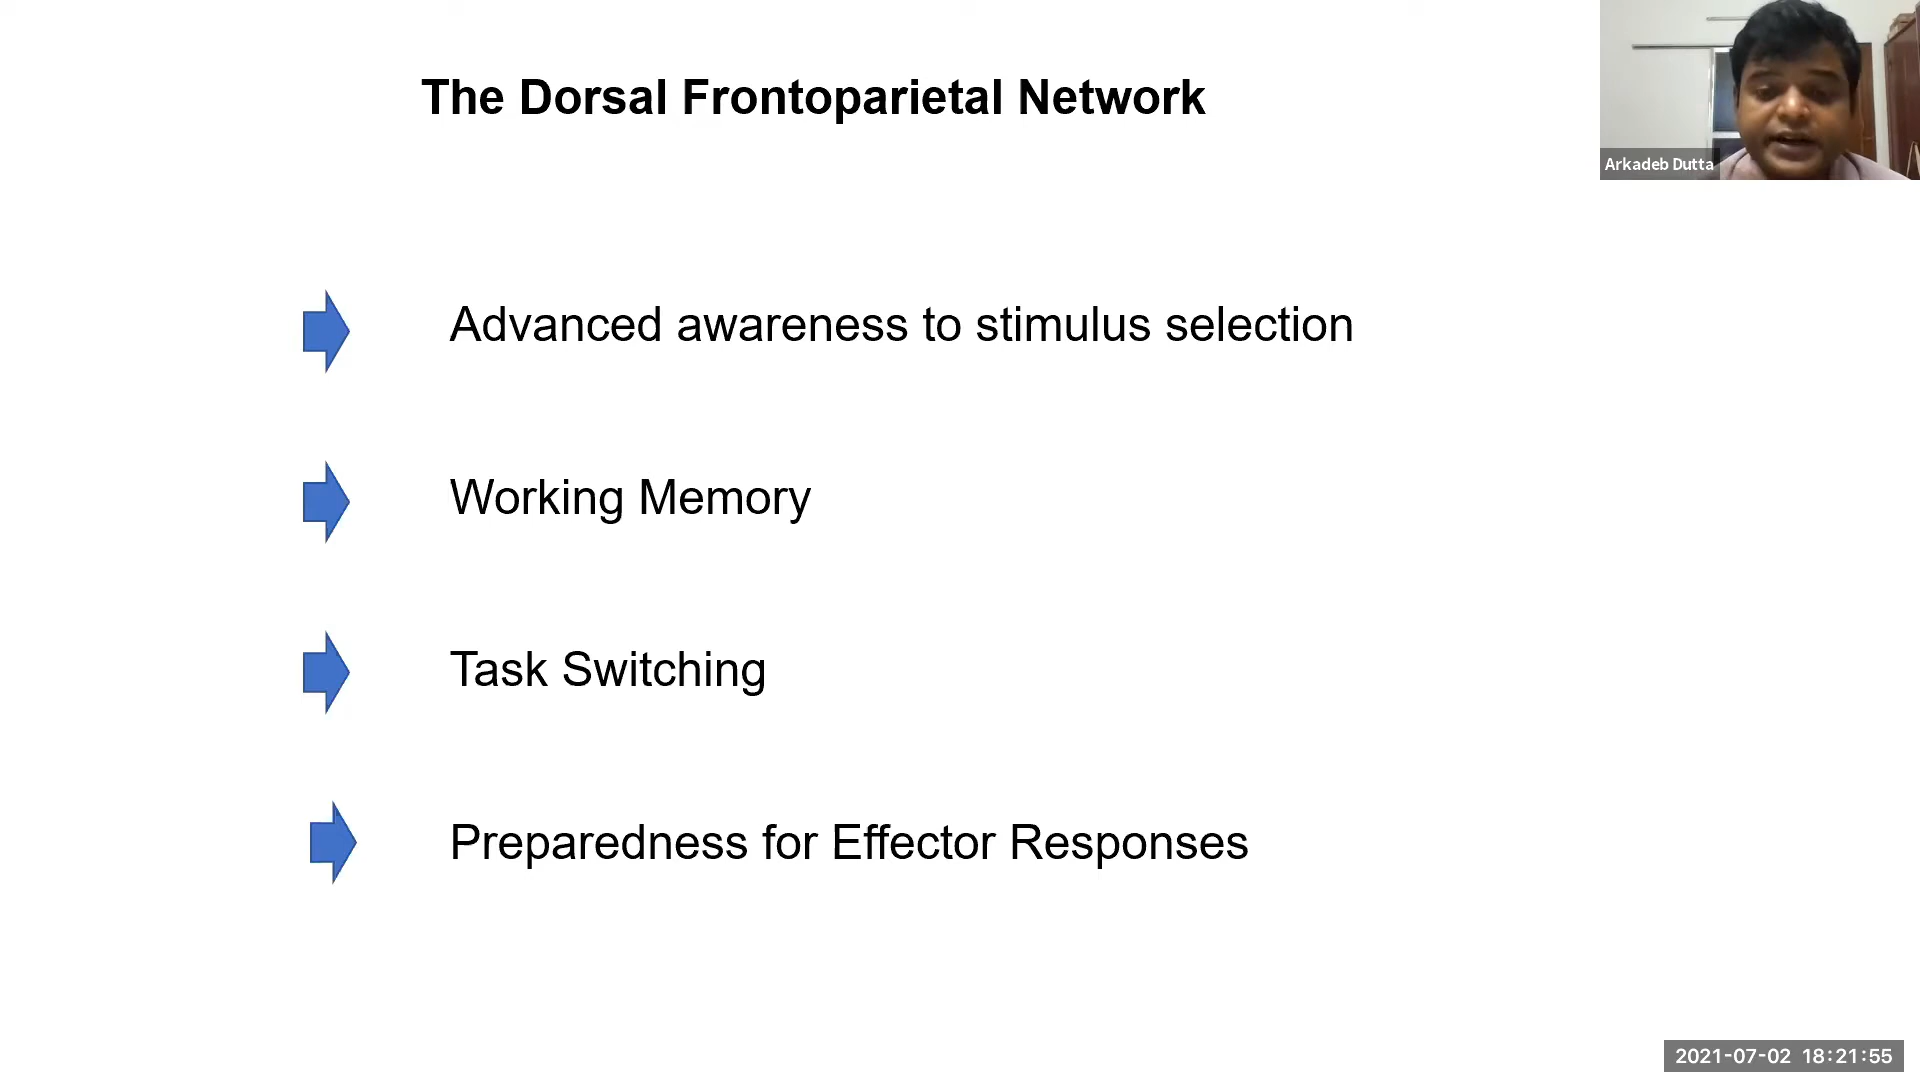 The Dorsal Frontoparietal Network
Arkadeb Dutta
Advanced awareness to stimulus selection
Working Memory
Task Switching
Preparedness for Effector Responses
2021-07-02 18:21:55